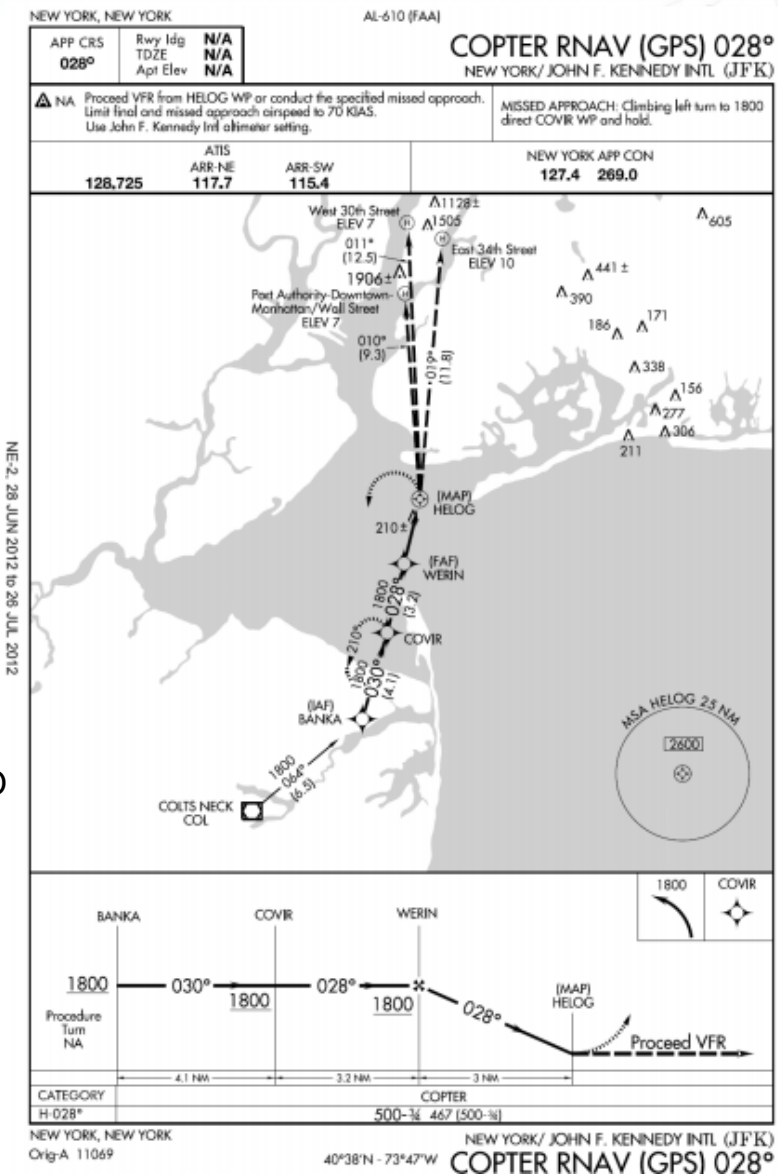 NEW YORK, NEW YORK
AL-610 (FAA)
APP CRS
028°
Rwy ldg N/A
TDZE N/A
Apt Elev N/A
COPTER RNAV (GPS) 028°
NEW YORK/ JOHN F. KENNEDY INTL (JFK)
A NA
Proceed VFR from HELOG WP or conduct the specified missed approach.
Limit final and missed approach airspeed to 70 KIAS.
Use John F. Kennedy Intl altimeter setting.
MISSED APPROACH: Climbing left turn to 1800
direct COVIR WP and hold.
ATIS
ARR-NE ARR-SW
128.725 117.7 115.4
NEW YORK APP CON
127.4 269.0
West 30th Street
ELEV 7
H
1128±
1505
H
East 34th Street
ELEV 10
605
011°
(12.5)
1906±
441±
390
Port Authority-Downtown-
Manhattan/Wall Street
ELEV 7
H
171
186
010°
(9.3)
019°
(11.8)
338
156
277
306
211
(MAP)
HELOG
210±
(FAF)
WERIN
1800
028°
(3.2)
COVIR
210°
1800
030°
(4.1)
(IAF)
BANKA
1800
064°
(6.5)
COLTS NECK
COL
MSA HELOG 25 NM
2600
NE-2, 28 JUN 2012 to 26 JUL 2012
1800
COVIR
BANKA COVIR WERIN
1800 030° 1800 028° 1800
028°
(MAP)
HELOG
Procedure
Turn
NA
Proceed VFR
4.1 NM 3.2 NM 3 NM
CATEGORY COPTER
H-028° 500-¾ 467 (500-¾)
NEW YORK, NEW YORK
Orig-A 11069
40°38'N - 73°47'W
NEW YORK/ JOHN F. KENNEDY INTL (JFK)
COPTER RNAV (GPS) 028°